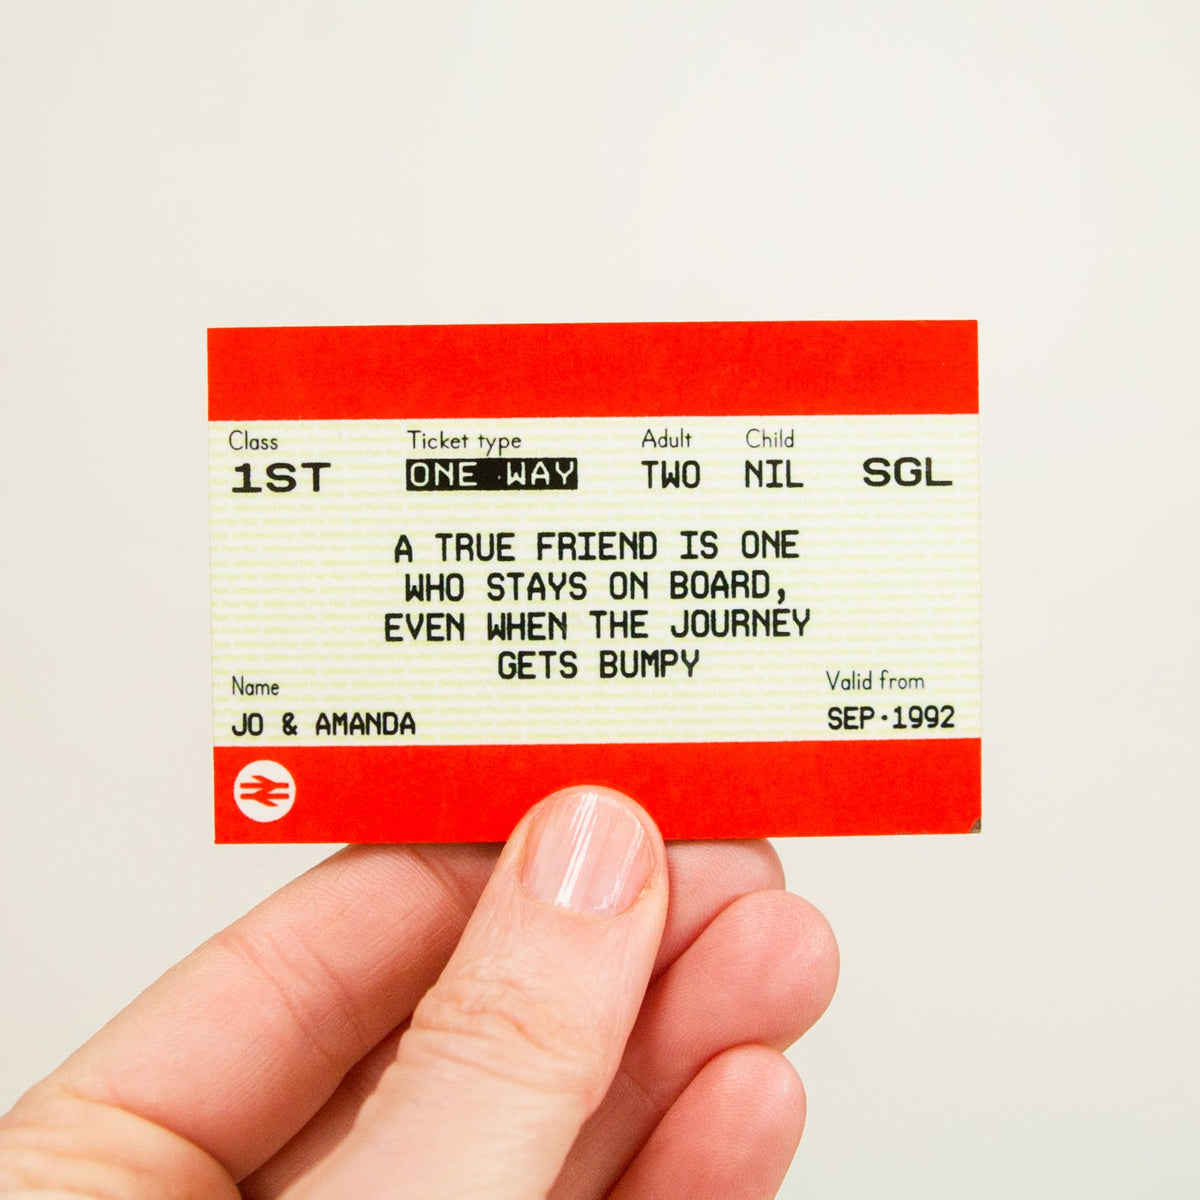 Class Ticket type Adult Child
1ST ONE WAY TWO NIL SGL
A TRUE FRIEND IS ONE
WHO STAYS ON BOARD,
EVEN WHEN THE JOURNEY
GETS BUMPY
Name Valid from
JO & AMANDA SEP·1992